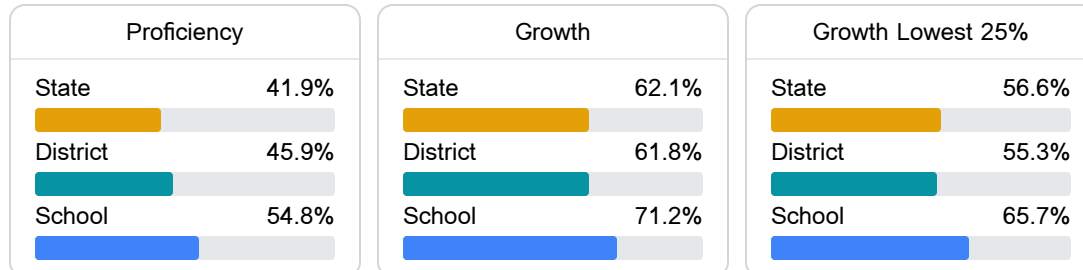 Proficiency
State 41.9%
District 45.9%
School 54.8%
Growth
State 62.1%
District 61.8%
School 71.2%
Growth Lowest 25%
State 56.6%
District 55.3%
School 65.7%